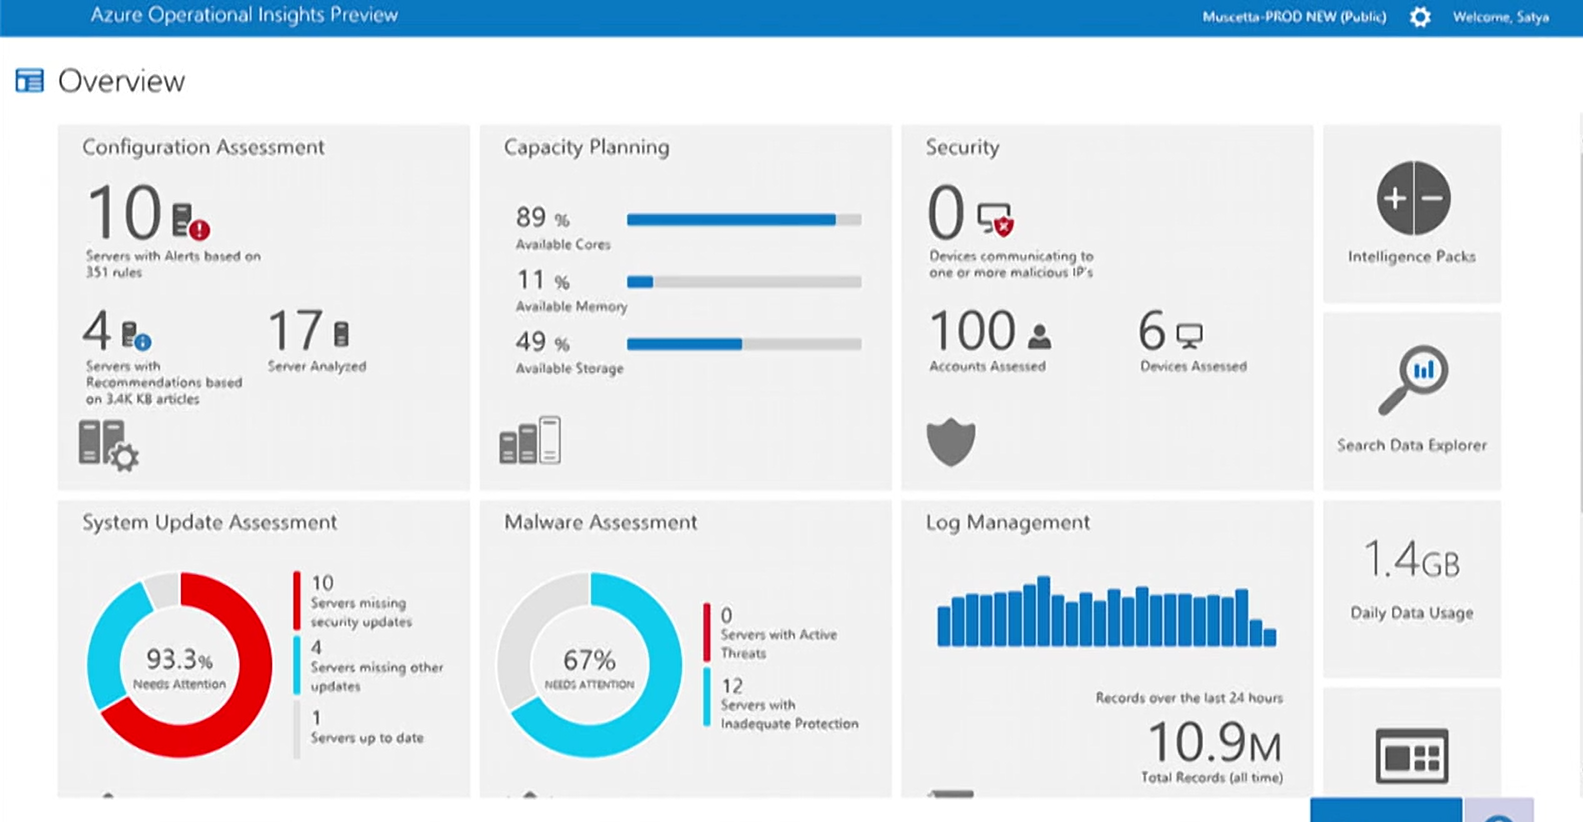 Azure Operational Insights Preview
Muscetta-PROD NEW (Public)
Welcome, Satya
Overview
Configuration Assessment
10
Servers with Alerts based on
351 rules
4
Servers with
Recommendations based
on 3.4K KB articles
17
Server Analyzed
Capacity Planning
89 %
Available Cores
11 %
Available Memory
49 %
Available Storage
Security
0
Devices communicating to
one or more malicious IP's
100
Accounts Assessed
6
Devices Assessed
Intelligence Packs
Search Data Explorer
System Update Assessment
93.3%
Needs Attention
10
Servers missing
security updates
4
Servers missing other
updates
1
Servers up to date
Malware Assessment
67%
NEEDS ATTENTION
0
Servers with Active
Threats
12
Servers with
Inadequate Protection
Log Management
Records over the last 24 hours
10.9M
Total Records (all time)
1.4GB
Daily Data Usage